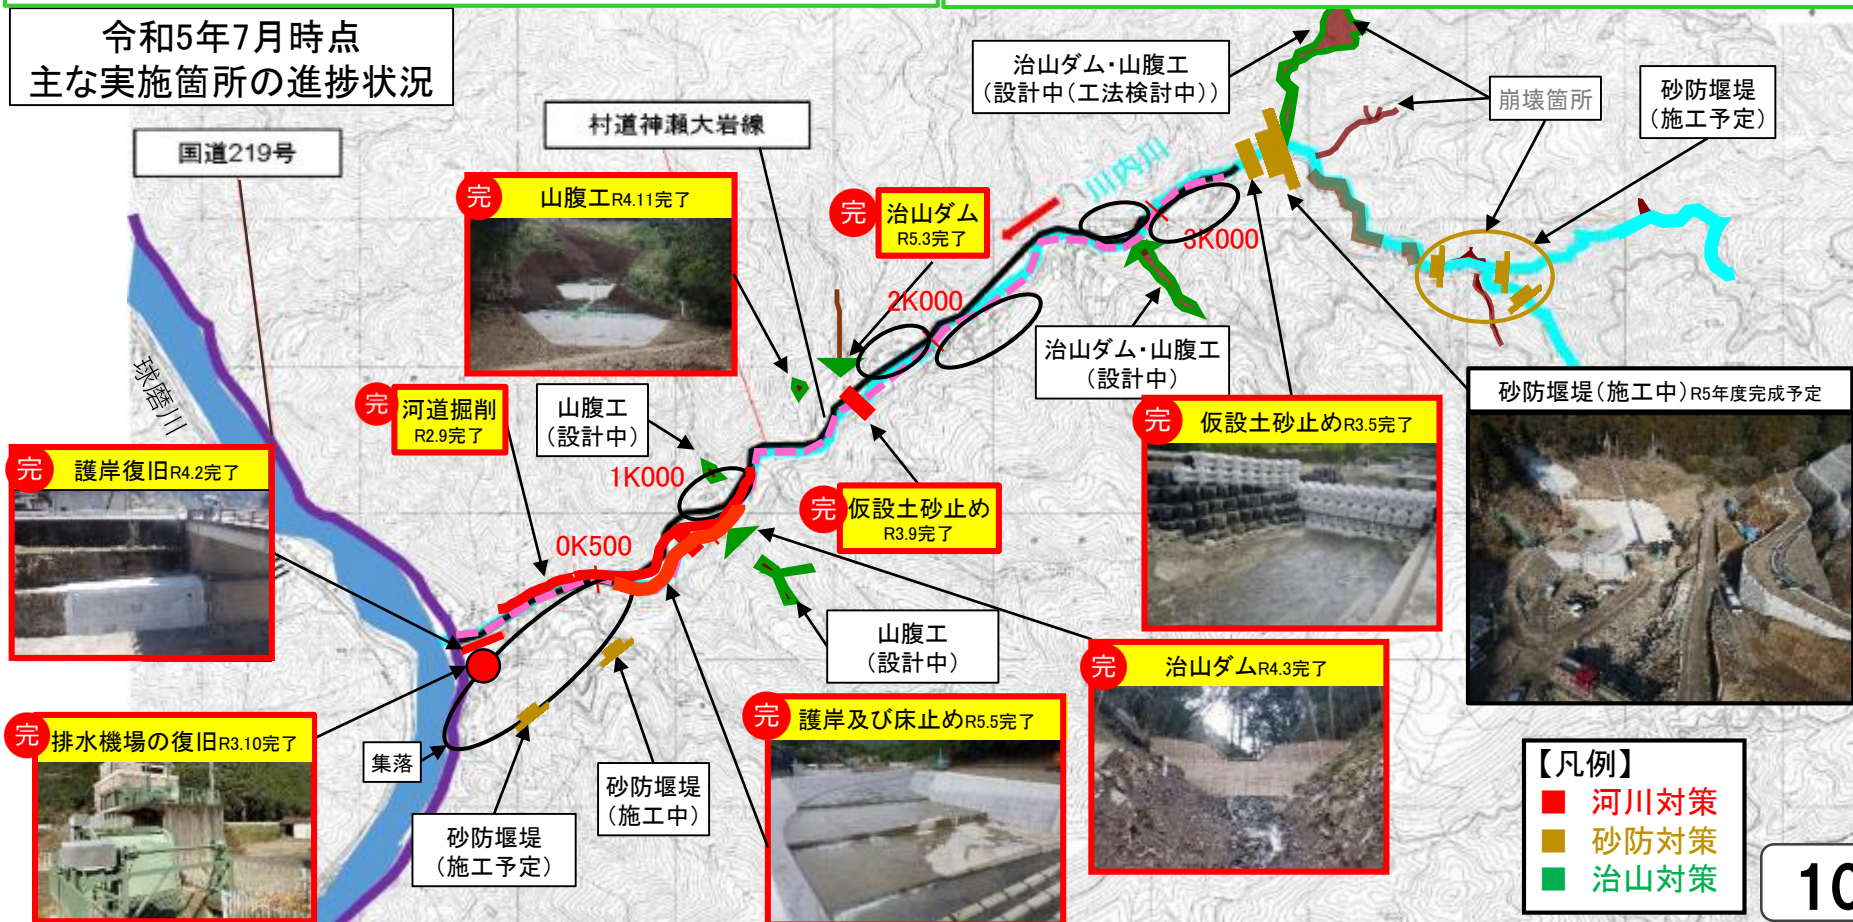 令和5年7月時点
主な実施箇所の進捗状況
国道219号
村道神瀬大岩線
治山ダム・山腹工
(設計中(工法検討中))
崩壊箇所
砂防堰堤
(施工予定)
川内川
完 山腹工R4.11完了
完 治山ダム
R5.3完了
3K000
2K000
治山ダム・山腹工
(設計中)
球磨川
完 河道掘削
R2.9完了
山腹工
(設計中)
1K000
完 仮設土砂止めR3.5完了
砂防堰堤(施工中)R5年度完成予定
完 護岸復旧R4.2完了
完 仮設土砂止め
R3.9完了
0K500
山腹工
(設計中)
完 治山ダムR4.3完了
完 排水機場の復旧R3.10完了
集落
砂防堰堤
(施工予定)
砂防堰堤
(施工中)
完 護岸及び床止めR5.5完了
【凡例】
河川対策
砂防対策
治山対策
10